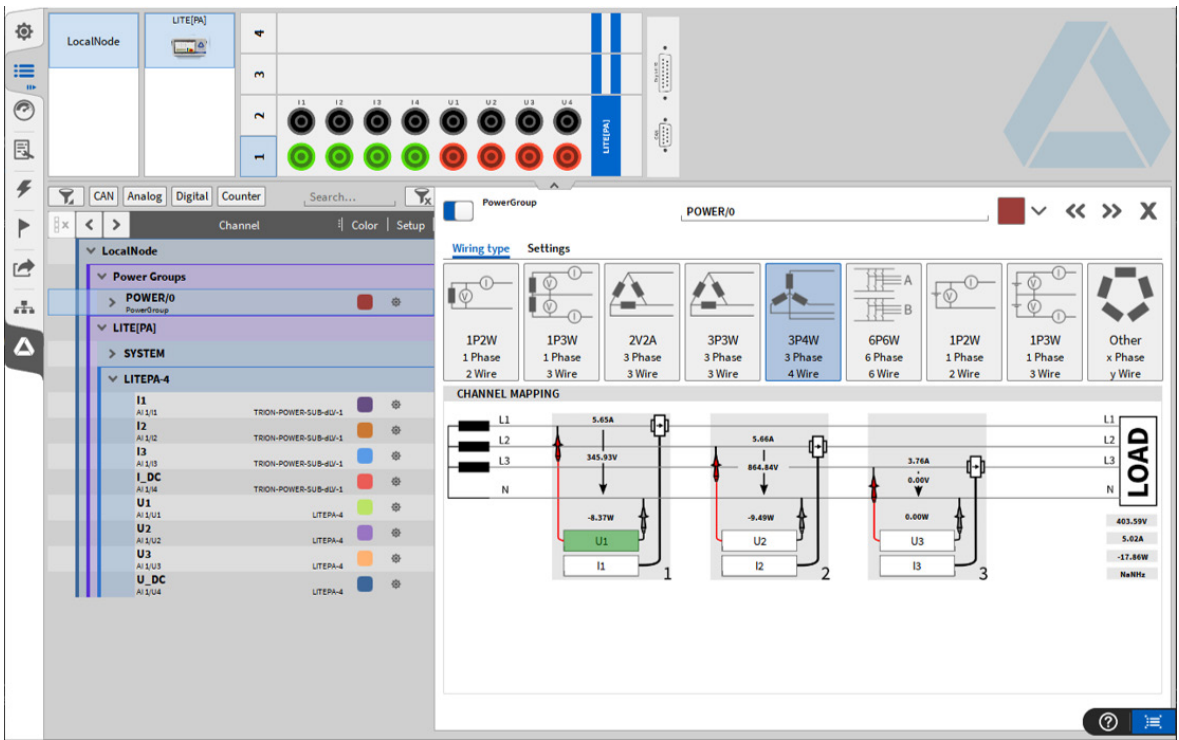 LocalNode
LITE[PA]
4
3
2
1
I1 I2 I3 I4 U1 U2 U3 U4
LITE[PA]
CAN
CAN Analog Digital Counter Search...
Channel Color Setup
LocalNode
Power Groups
POWER/0
PowerGroup
LITE[PA]
SYSTEM
LITEPA-4
I1
AI 1/I1 TRION-POWER-SUB-dLV-1
I2
AI 1/I2 TRION-POWER-SUB-dLV-1
I3
AI 1/I3 TRION-POWER-SUB-dLV-1
I_DC
AI 1/I4 TRION-POWER-SUB-dLV-1
U1
AI 1/U1 LITEPA-4
U2
AI 1/U2 LITEPA-4
U3
AI 1/U3 LITEPA-4
U_DC
AI 1/U4 LITEPA-4
PowerGroup
POWER/0
Wiring type Settings
A
B
1P2W 1P3W 2V2A 3P3W 3P4W 6P6W 1P2W 1P3W Other
1 Phase 1 Phase 3 Phase 3 Phase 3 Phase 6 Phase 1 Phase 1 Phase x Phase
2 Wire 3 Wire 3 Wire 3 Wire 4 Wire 6 Wire 2 Wire 3 Wire y Wire
CHANNEL MAPPING
L1 5.65A L1
L2 5.66A L2
L3 345.93V 864.84V 3.76A L3
0.00V
N N
LOAD
-8.37W -9.49W 0.00W
U1 U2 U3
I1 I2 I3
1 2 3
403.59V
5.02A
-17.86W
NaNHz